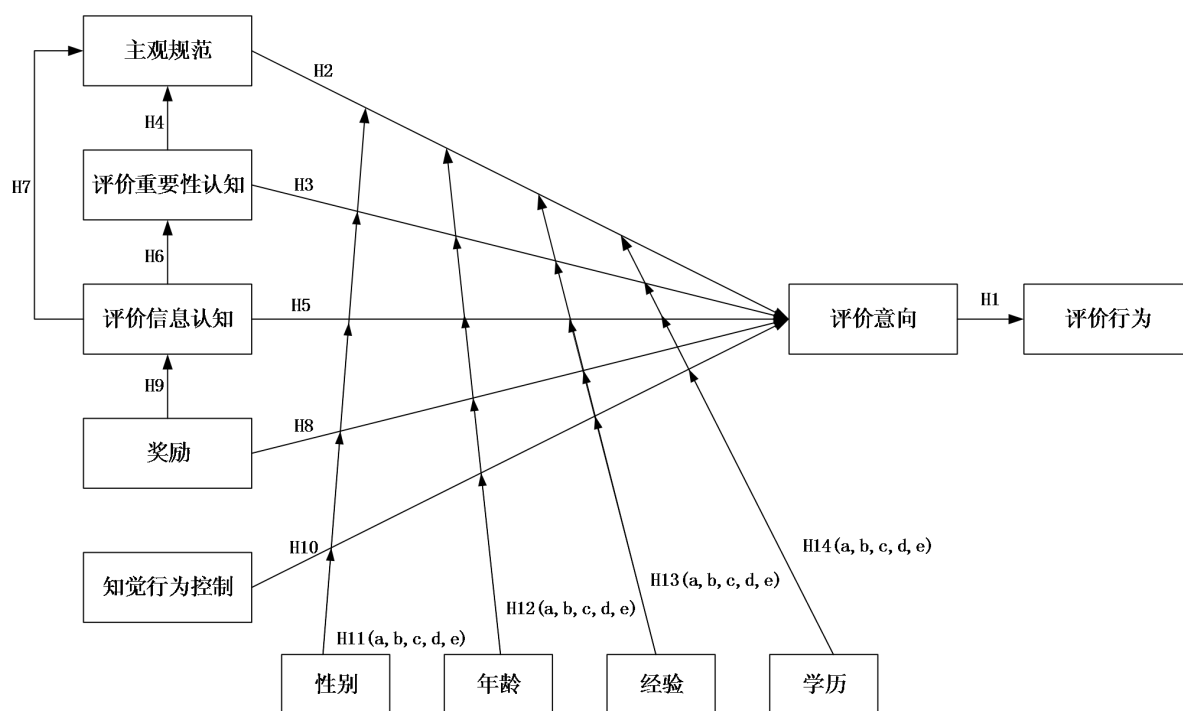 主观规范
H2
H4
H7
评价重要性认知
H3
H6
评价信息认知
H5
评价意向
H1
评价行为
H9
奖励
H8
知觉行为控制
H10
H14(a,b,c,d,e)
H13(a,b,c,d,e)
H12(a,b,c,d,e)
H11(a,b,c,d,e)
性别
年龄
经验
学历